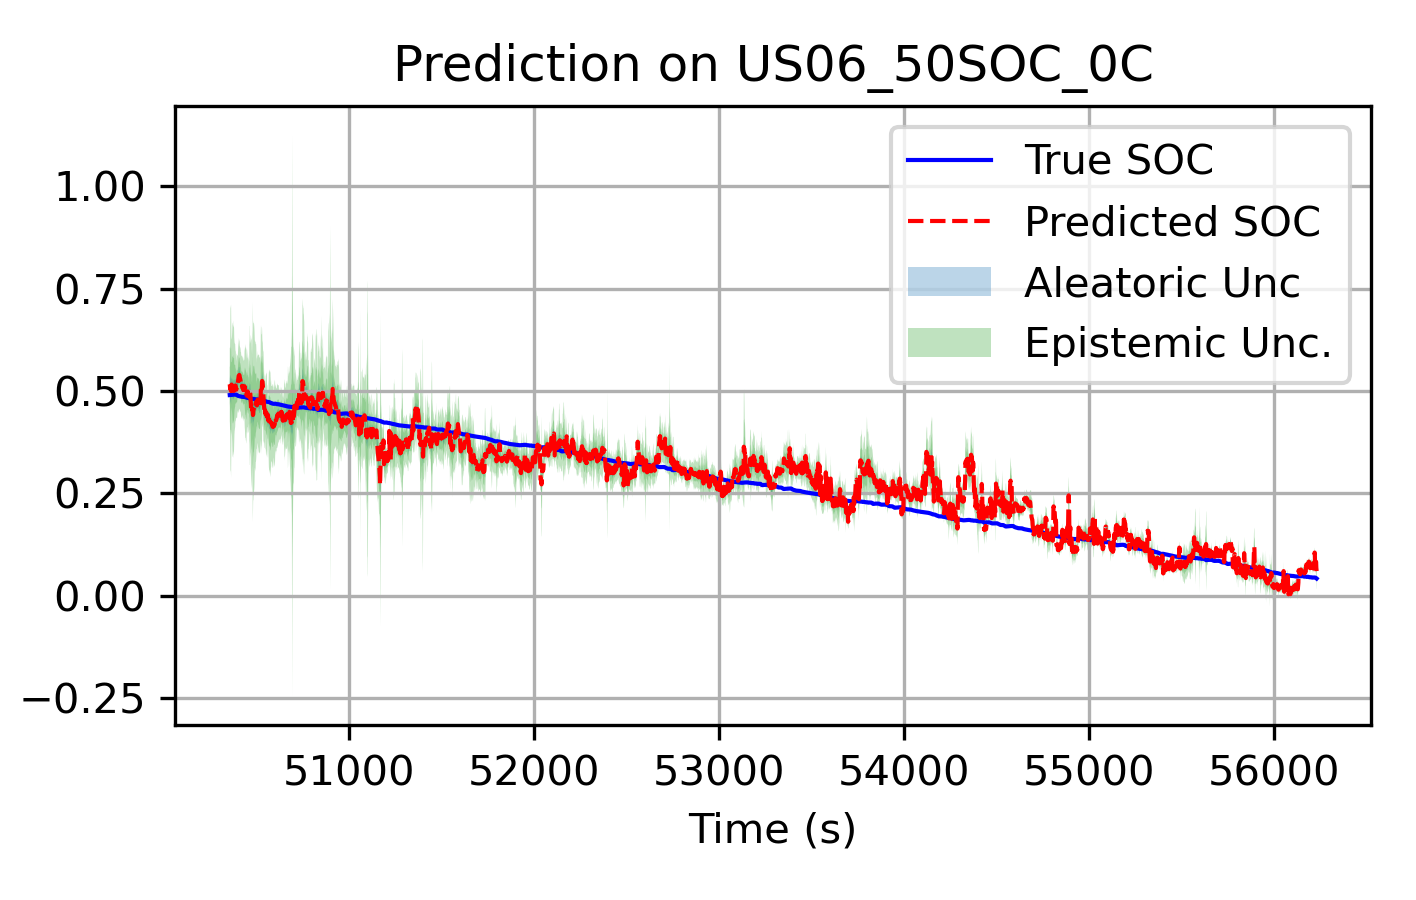 Prediction on US06_50SOC_0C
True SOC
Predicted SOC
Aleatoric Unc
Epistemic Unc.
1.00
0.75
0.50
0.25
0.00
−0.25
51000 52000 53000 54000 55000 56000
Time (s)